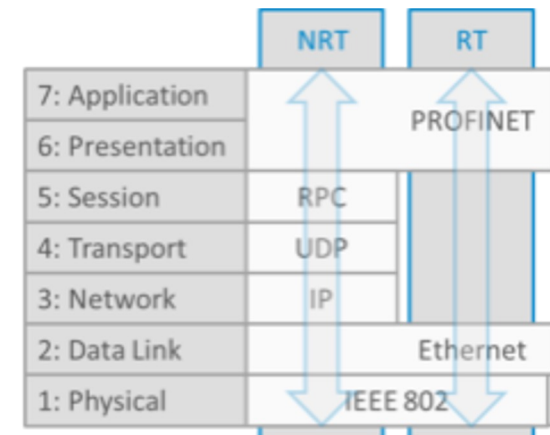 NRT RT
7: Application
PROFINET
6: Presentation
5: Session RPC
4: Transport UDP
3: Network IP
2: Data Link Ethernet
1: Physical IEEE 802